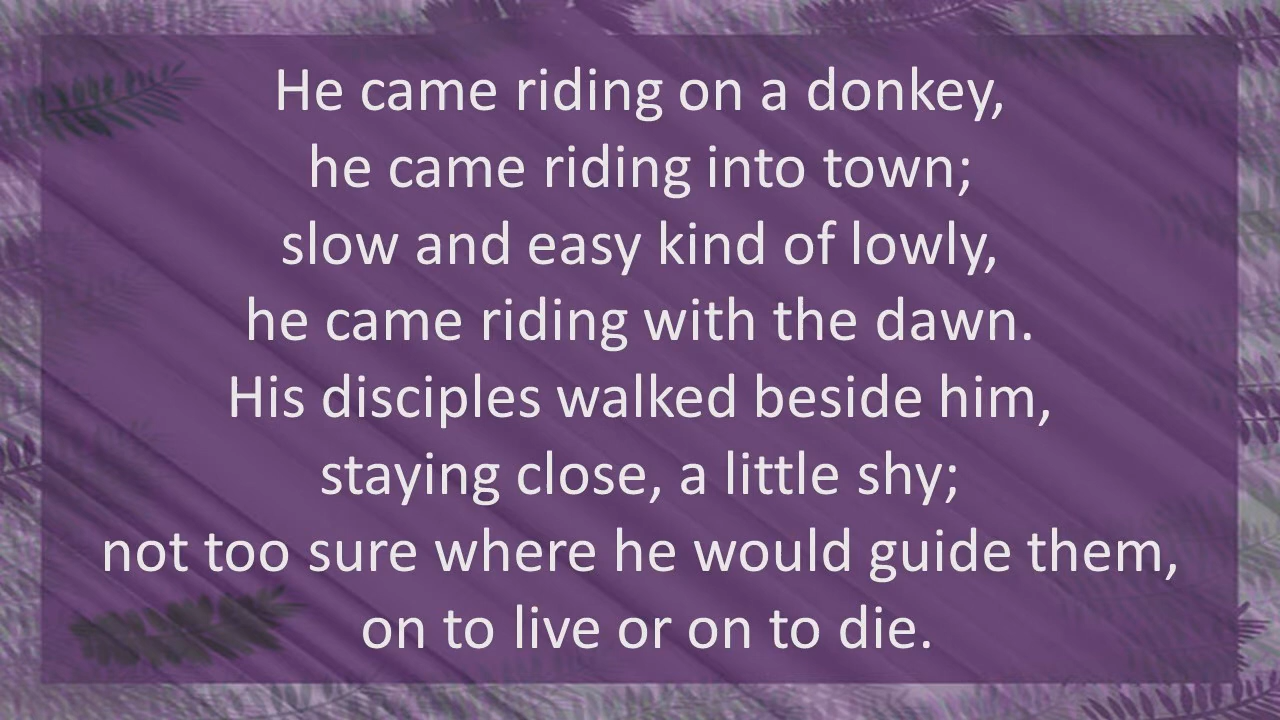 He came riding on a donkey,
he came riding into town;
slow and easy kind of lowly,
he came riding with the dawn.
His disciples walked beside him,
staying close, a little shy;
not too sure where he would guide them,
on to live or on to die.